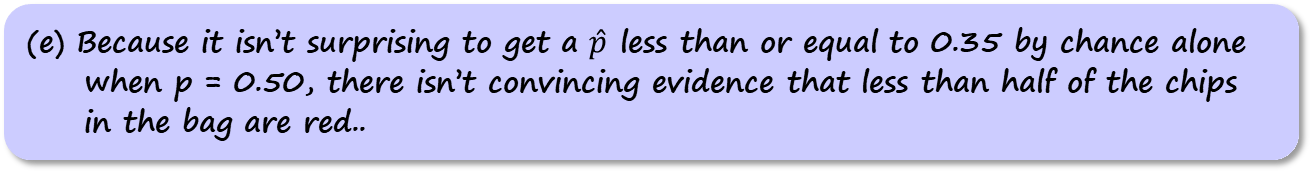 (e) Because it isn't surprising to get a p̂ less than or equal to 0.35 by chance alone
when p = 0.50, there isn't convincing evidence that less than half of the chips
in the bag are red..